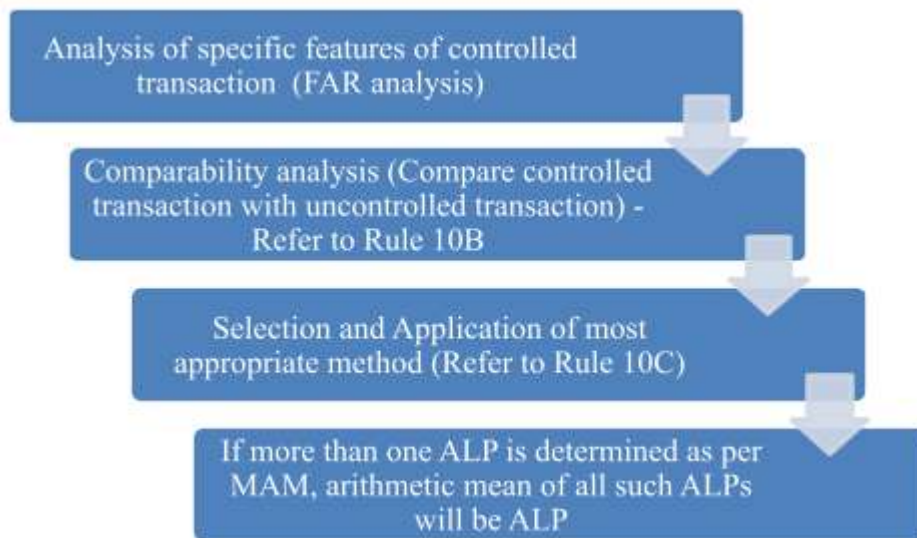 Analysis of specific features of controlled
transaction (FAR analysis)
Comparability analysis (Compare controlled
transaction with uncontrolled transaction) -
Refer to Rule 10B
Selection and Application of most
appropriate method (Refer to Rule 10C)
If more than one ALP is determined as per
MAM, arithmetic mean of all such ALPs
will be ALP